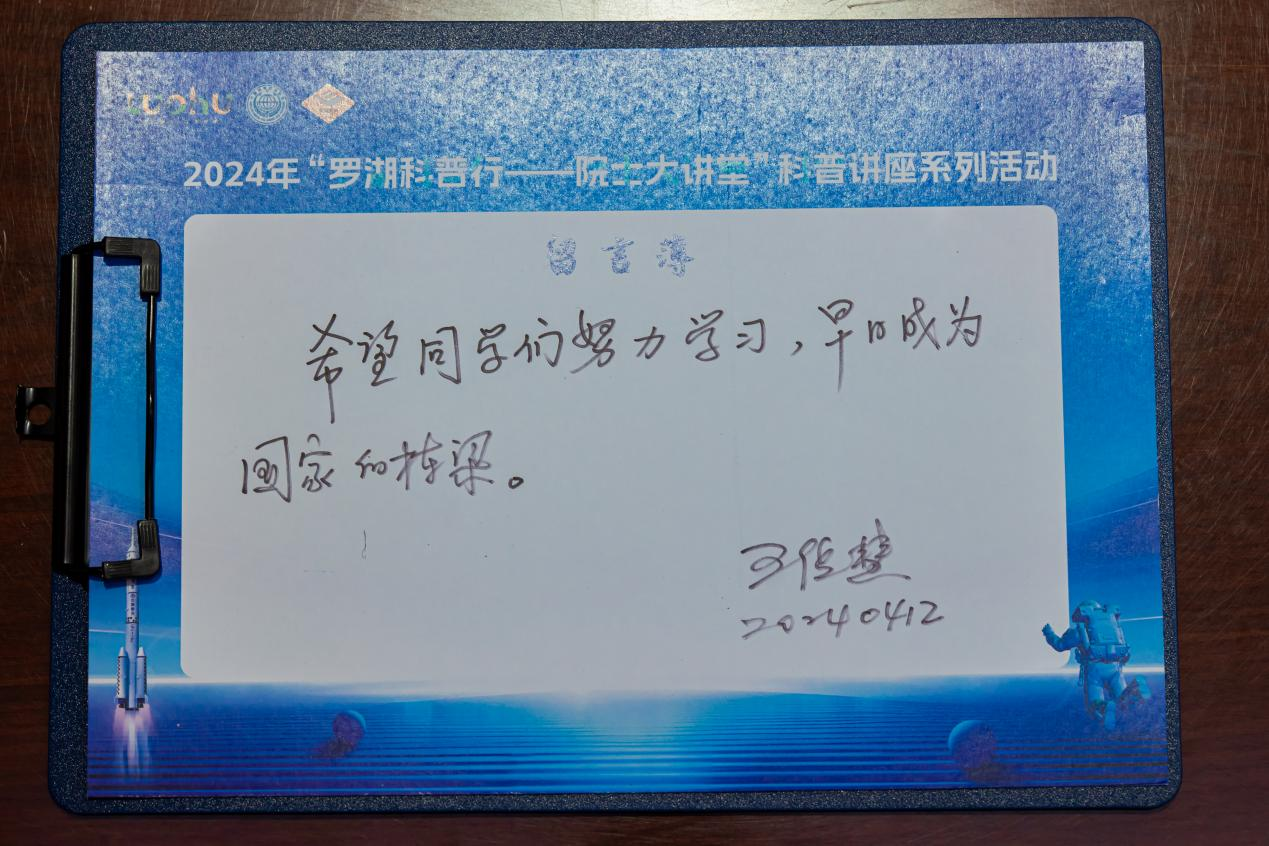 luohu
2024年“罗湖科普行——院士大讲堂”科普讲座系列活动
留言薄
希望同学们努力学习，早日成为
国家的栋梁。
20240412